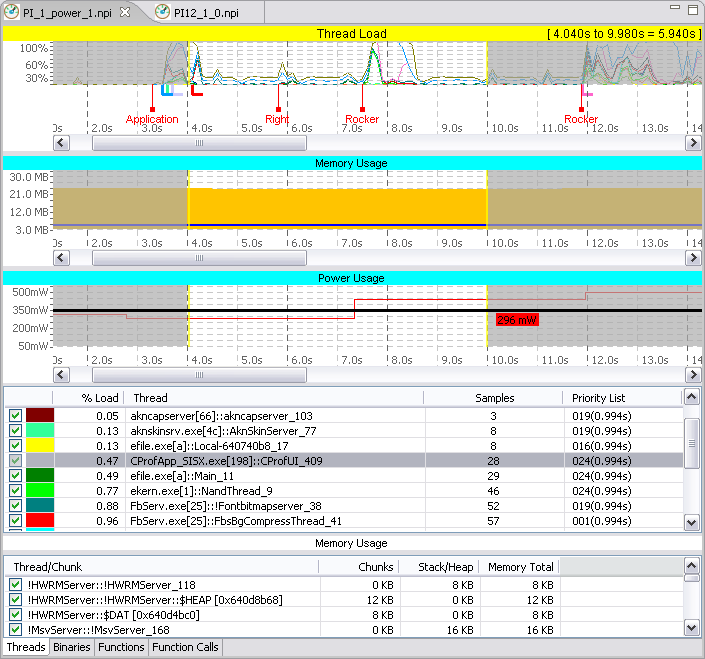 PI_1_power_1.npi PI12_1_0.npi
Thread Load [ 4.040s to 9.980s = 5.940s ]
100%
60%
30%
Application Right Rocker Rocker
0s 2.0s 3.0s 4.0s 5.0s 6.0s 7.0s 8.0s 9.0s 10.0s 11.0s 12.0s 13.0s 14
Memory Usage
30.0 MB
21.0 MB
12.0 MB
3.0 MB
0s 2.0s 3.0s 4.0s 5.0s 6.0s 7.0s 8.0s 9.0s 10.0s 11.0s 12.0s 13.0s 14
Power Usage
500mW
350mW
200mW
50mW
296 mW
0s 2.0s 3.0s 4.0s 5.0s 6.0s 7.0s 8.0s 9.0s 10.0s 11.0s 12.0s 13.0s 14
% Load Thread Samples Priority List
0.05 akncapserver[66]::akncapserver_103 3 019(0.994s)
0.13 aknskinsrv.exe[4c]::AknSkinServer_77 8 019(0.994s)
0.13 efile.exe[a]::Local-640740b8_17 8 016(0.994s)
0.47 CProfApp_SISX.exe[198]::CProfUI_409 28 024(0.994s)
0.49 efile.exe[a]::Main_11 29 024(0.994s)
0.77 ekern.exe[1]::NandThread_9 46 024(0.994s)
0.88 FbServ.exe[25]::!Fontbitmapserver_38 52 019(0.994s)
0.96 FbServ.exe[25]::FbsBgCompressThread_41 57 001(0.994s)
Memory Usage
Thread/Chunk Chunks Stack/Heap Memory Total
!HWRMServer::!HWRMServer_118 0 KB 8 KB 8 KB
!HWRMServer::$HEAP [0x640d8b68] 12 KB 0 KB 12 KB
!HWRMServer::$DAT [0x640d4bc0] 8 KB 0 KB 8 KB
!MsvServer::!MsvServer_168 0 KB 16 KB 16 KB
Threads Binaries Functions Function Calls